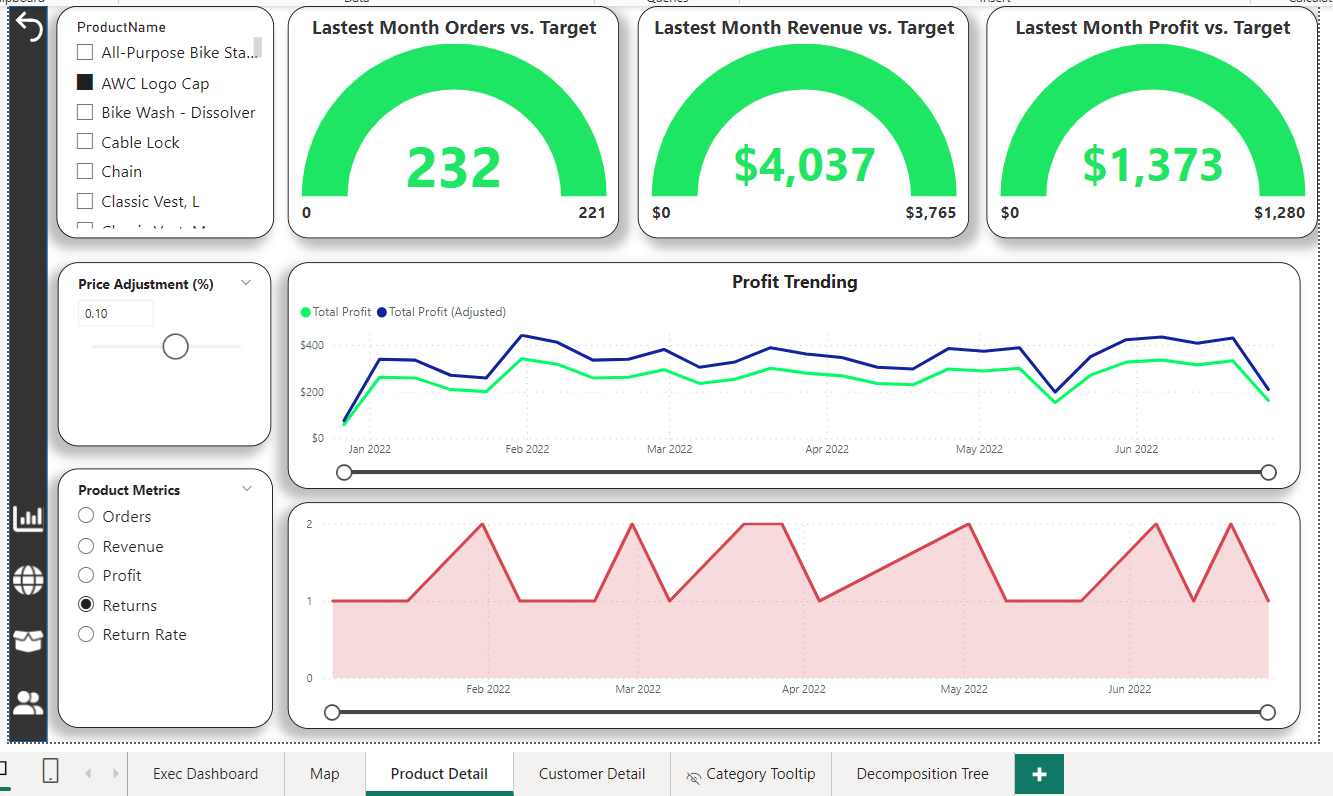 ProductName
All-Purpose Bike Sta...
AWC Logo Cap
Bike Wash - Dissolver
Cable Lock
Chain
Classic Vest, L
Lastest Month Orders vs. Target
232
0
221
Lastest Month Revenue vs. Target
$4,037
$0
$3,765
Lastest Month Profit vs. Target
$1,373
$0
$1,280
Price Adjustment (%)
0.10
Profit Trending
Total Profit
Total Profit (Adjusted)
$400
$200
$0
Jan 2022
Feb 2022
Mar 2022
Apr 2022
May 2022
Jun 2022
Product Metrics
Orders
Revenue
Profit
Returns
Return Rate
2
1
0
Feb 2022
Mar 2022
Apr 2022
May 2022
Jun 2022
Exec Dashboard
Map
Product Detail
Customer Detail
Category Tooltip
Decomposition Tree